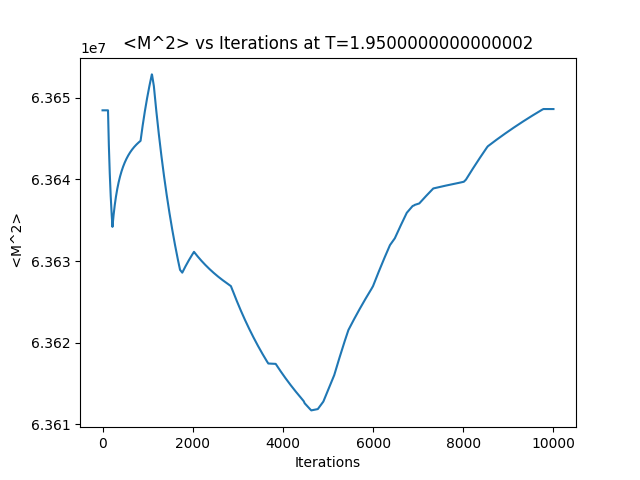 <M^2> vs Iterations at T=1.9500000000000002
1e7
6.365
6.364
6.363
6.362
6.361
<M^2>
0 2000 4000 6000 8000 10000
Iterations